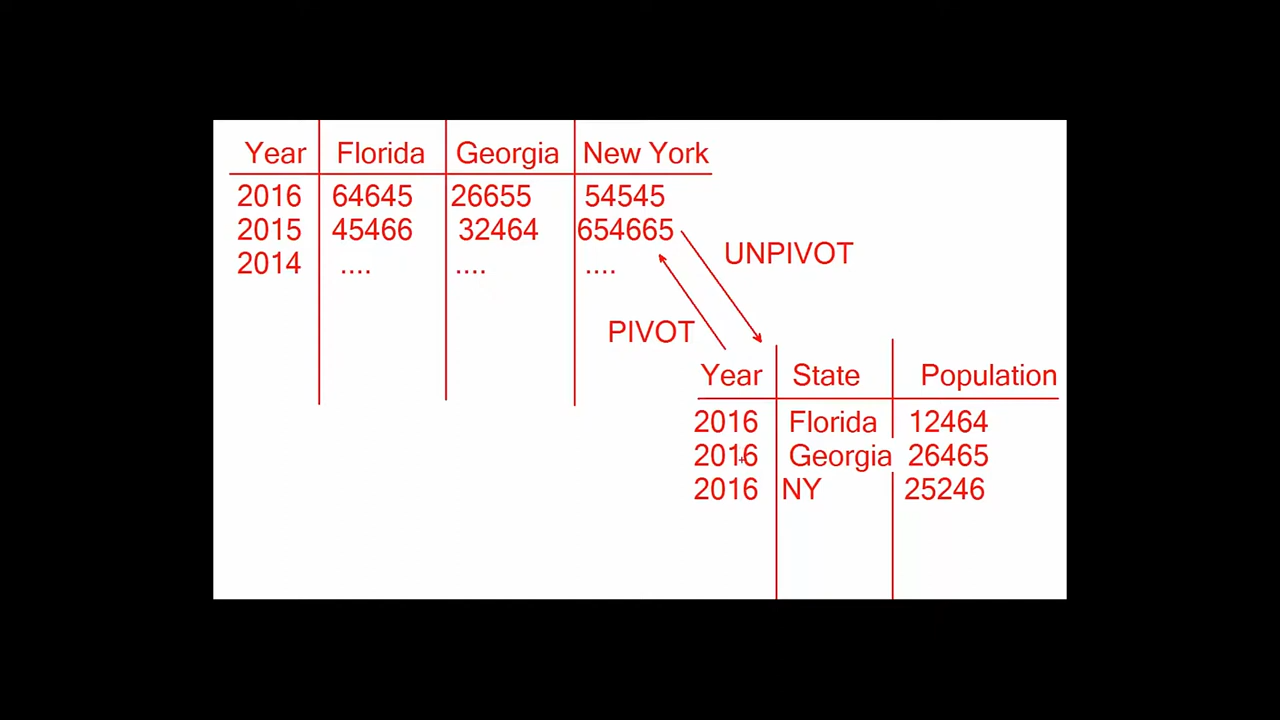 Year Florida Georgia New York
2016 64645 26655 54545
2015 45466 32464 654665
2014 .... .... ....
UNPIVOT
PIVOT
Year State Population
2016 Florida 12464
2016 Georgia 26465
2016 NY 25246